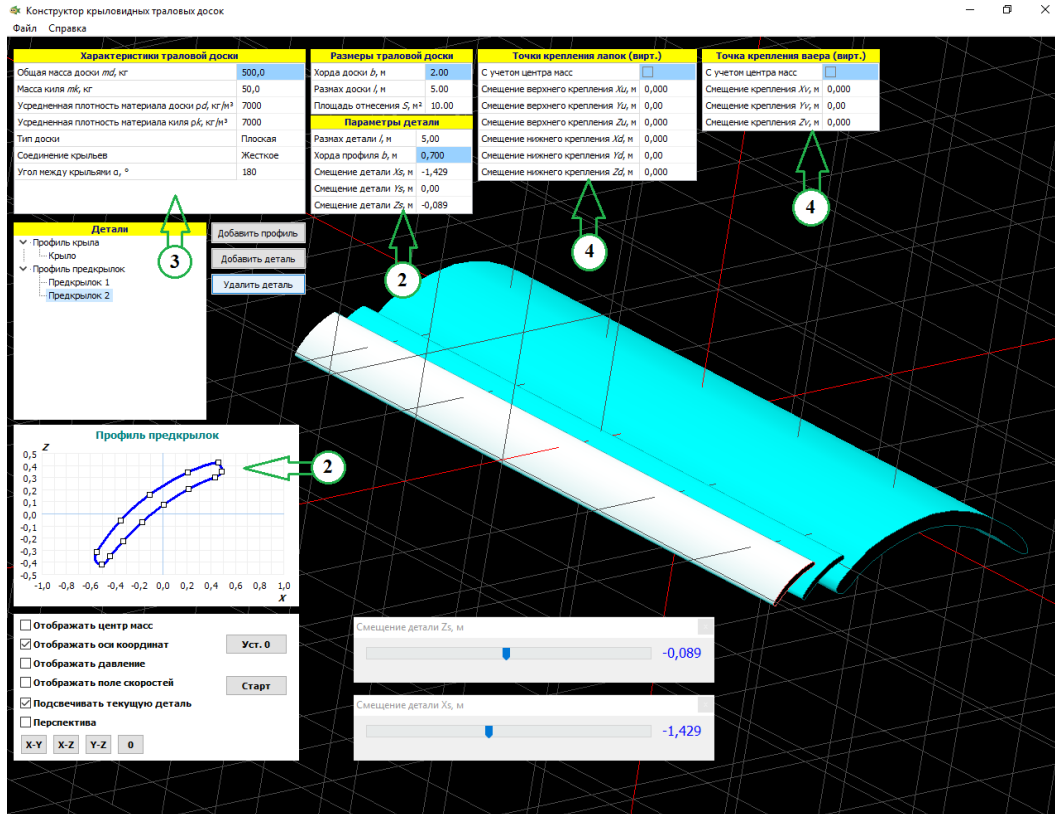 Конструктор крыловидных траловых досок
Файл Справка
Характеристики траловой доски
Общая масса доски md, кг 500,0
Масса киля mk, кг 50,0
Усредненная плотность материала доски ρd, кг/м³ 7000
Усредненная плотность материала киля ρk, кг/м³ 7000
Тип доски Плоская
Соединение крыльев Жесткое
Угол между крыльями α, ° 180
Размеры траловой доски
Хорда доски b, м 2.00
Размах доски l, м 5.00
Площадь отнесения S, м² 10.00
Параметры детали
Размах детали l, м 5,00
Хорда профиля b, м 0,700
Смещение детали Xs, м -1,429
Смещение детали Ys, м 0,00
Смещение детали Zs, м -0,089
Точки крепления лапок (вирт.)
С учетом центра масс
Смещение верхнего крепления Xu, м 0,000
Смещение верхнего крепления Yu, м 0,00
Смещение верхнего крепления Zu, м 0,000
Смещение нижнего крепления Xd, м 0,000
Смещение нижнего крепления Yd, м 0,00
Смещение нижнего крепления Zd, м 0,000
Точка крепления ваера (вирт.)
С учетом центра масс
Смещение крепления Xv, м 0,000
Смещение крепления Yv, м 0,00
Смещение крепления Zv, м 0,000
3
2
4
4
Детали
Профиль крыла
Крыло
Профиль предкрылок
Предкрылок 1
Предкрылок 2
Добавить профиль
Добавить деталь
Удалить деталь
Профиль предкрылок
Z
0,5
0,4
0,3
0,2
0,1
0,0
-0,1
-0,2
-0,3
-0,4
-0,5
-1,0 -0,8 -0,6 -0,4 -0,2 0,0 0,2 0,4 0,6 0,8 1,0
X
2
Отображать центр масс
Отображать оси координат
Отображать давление
Отображать поле скоростей
Подсвечивать текущую деталь
Перспектива
Уст. 0
Старт
X-Y X-Z Y-Z 0
Смещение детали Zs, м
-0,089
Смещение детали Xs, м
-1,429